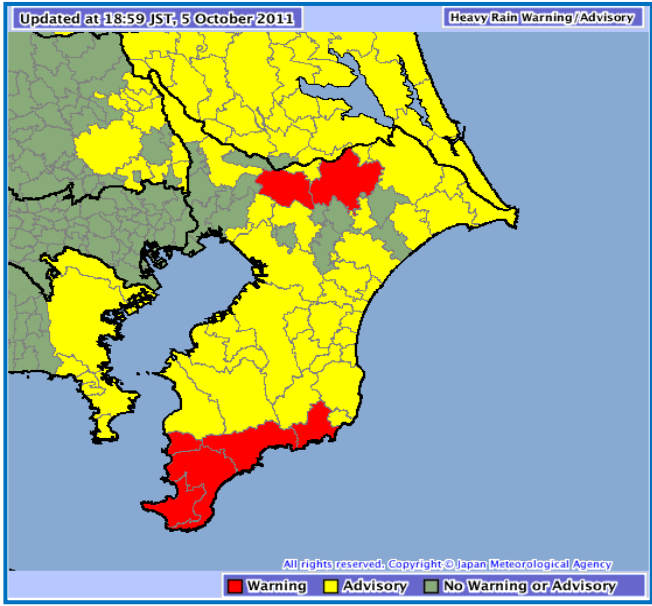 Updated at 18:59 JST, 5 October 2011
Heavy Rain Warning/Advisory
All rights reserved. Copyright © Japan Meteorological Agency
Warning Advisory No Warning or Advisory